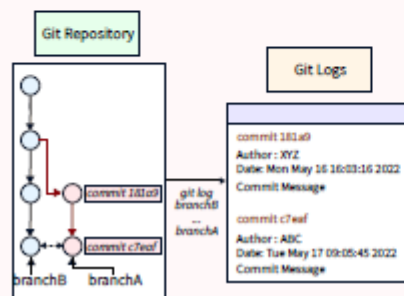 Git Repository
Git Logs
commit 181a9
commit c7eaf
branchB
branchA
git log
branchB
...
branchA
commit 181a9
Author : XYZ
Date: Mon May 16 16:03:16 2022
Commit Message
commit c7eaf
Author : ABC
Date: Tue May 17 09:05:45 2022
Commit Message